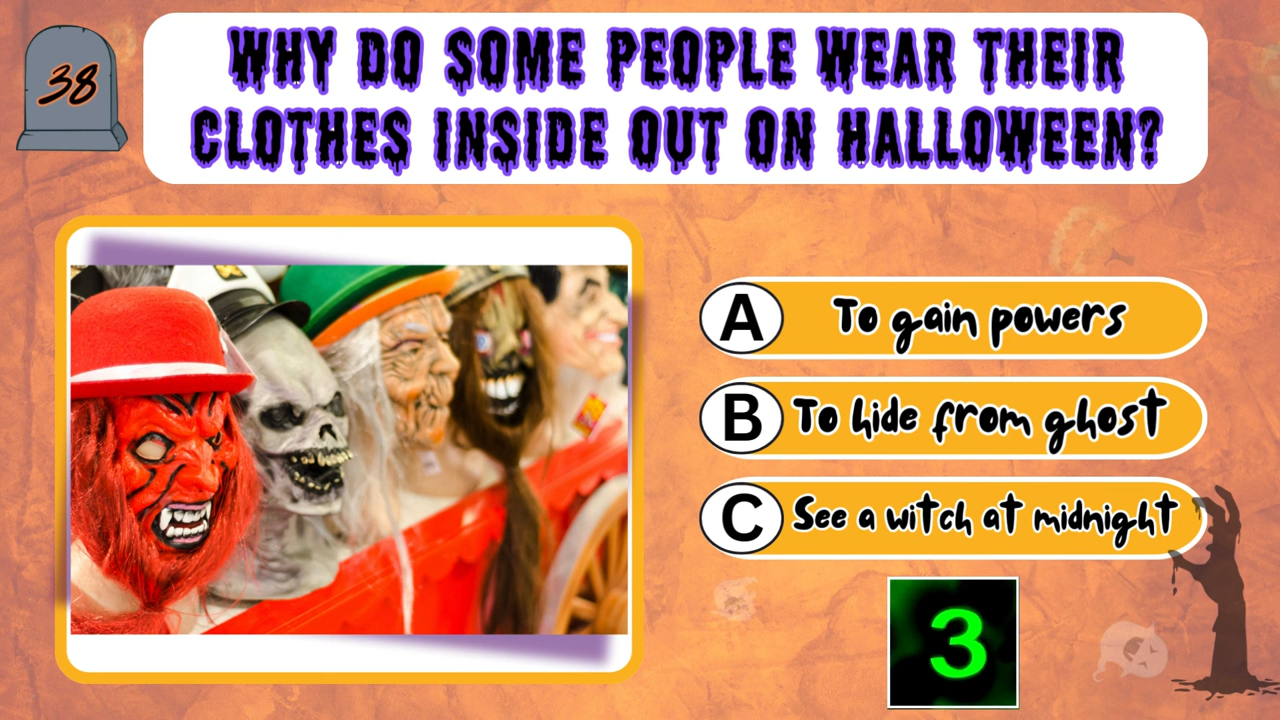 38
WHY DO SOME PEOPLE WEAR THEIR
CLOTHES INSIDE OUT ON HALLOWEEN?
A To gain powers
B To hide from ghost
C See a witch at midnight
3